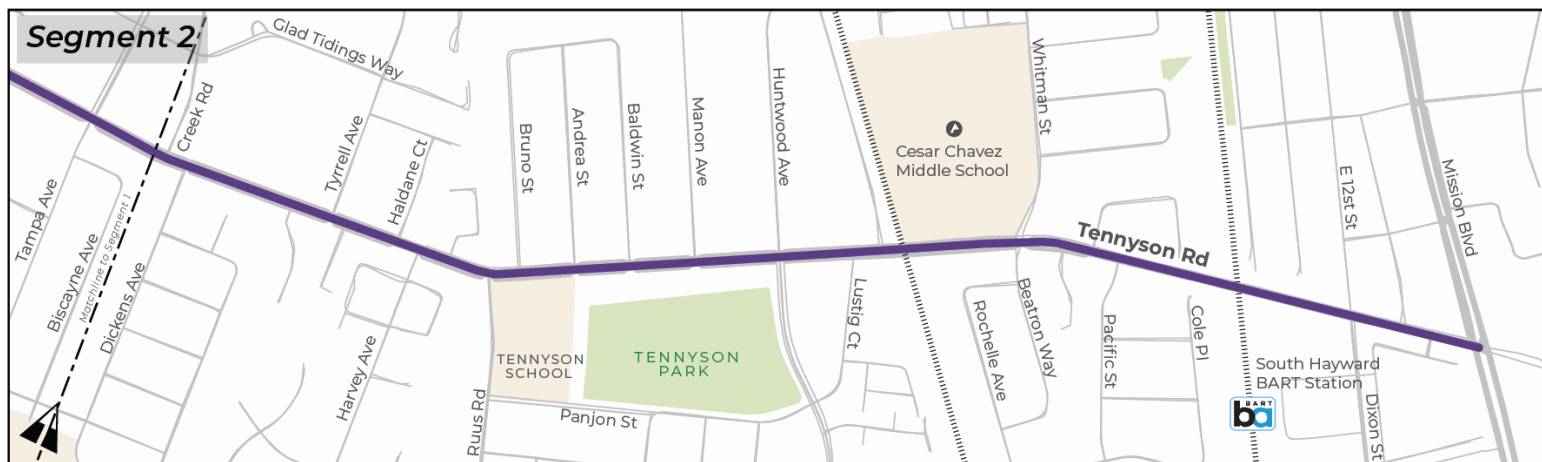 Segment 2
Glad Tidings Way
Creek Rd
Tyrrell Ave
Haldane Ct
Bruno St
Andrea St
Baldwin St
Manon Ave
Huntwood Ave
Whitman St
Cesar Chavez
Middle School
Tennyson Rd
E 12st St
Mission Blvd
Tampa Ave
Biscayne Ave
Matchline to Segment 1
Dickens Ave
Harvey Ave
Ruus Rd
TENNYSON
SCHOOL
TENNYSON
PARK
Panjon St
Lustig Ct
Rochelle Ave
Beatron Way
Pacific St
Cole Pl
South Hayward
BART Station
BART
ba
Dixon St